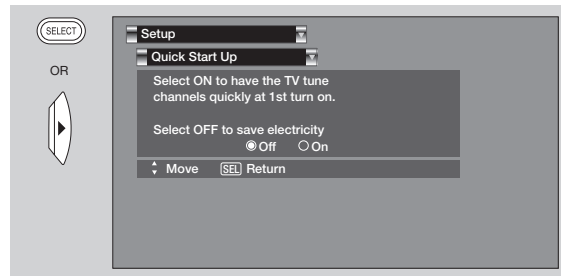 SELECT
OR
Setup
Quick Start Up
Select ON to have the TV tune
channels quickly at 1st turn on.
Select OFF to save electricity
Off On
Move SEL Return